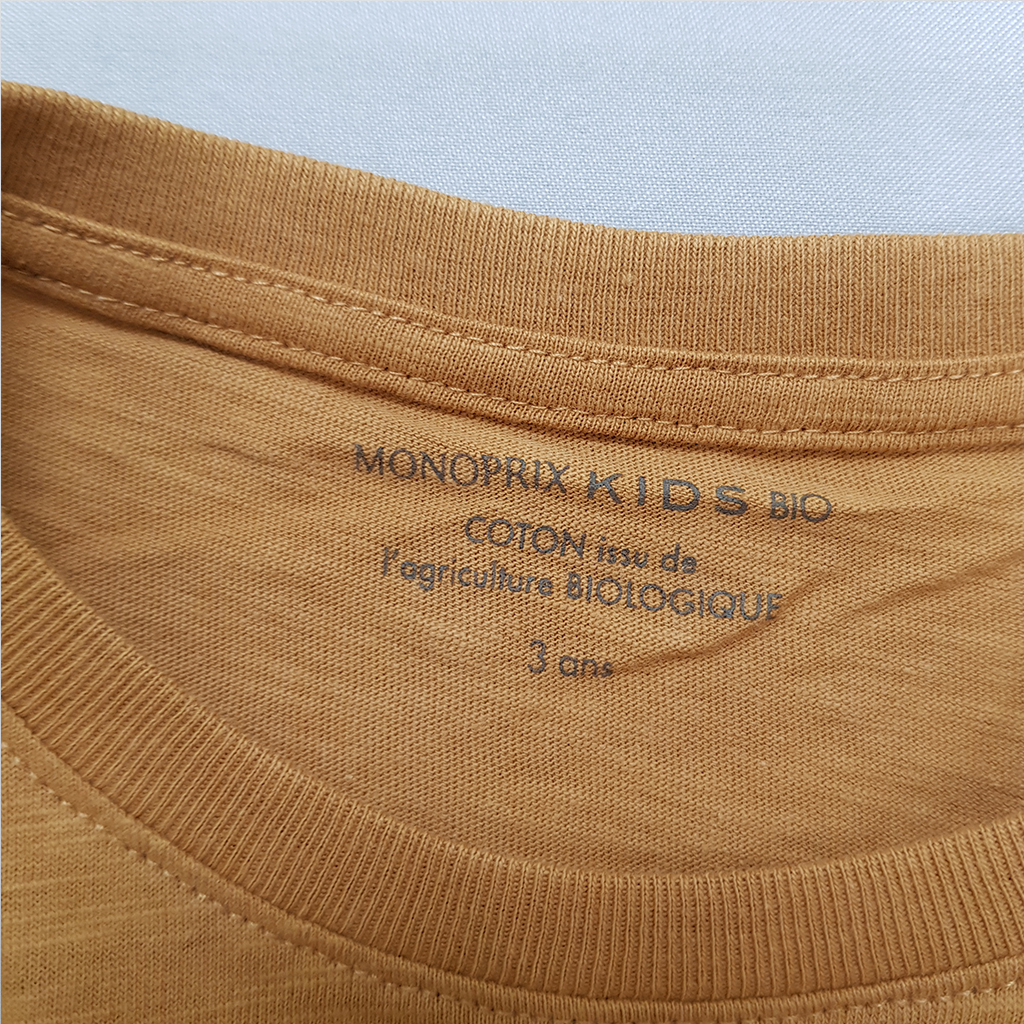 MONOPRIX KIDS BIO
COTON issu de
l'agriculture BIOLOGIQUE
3 ans